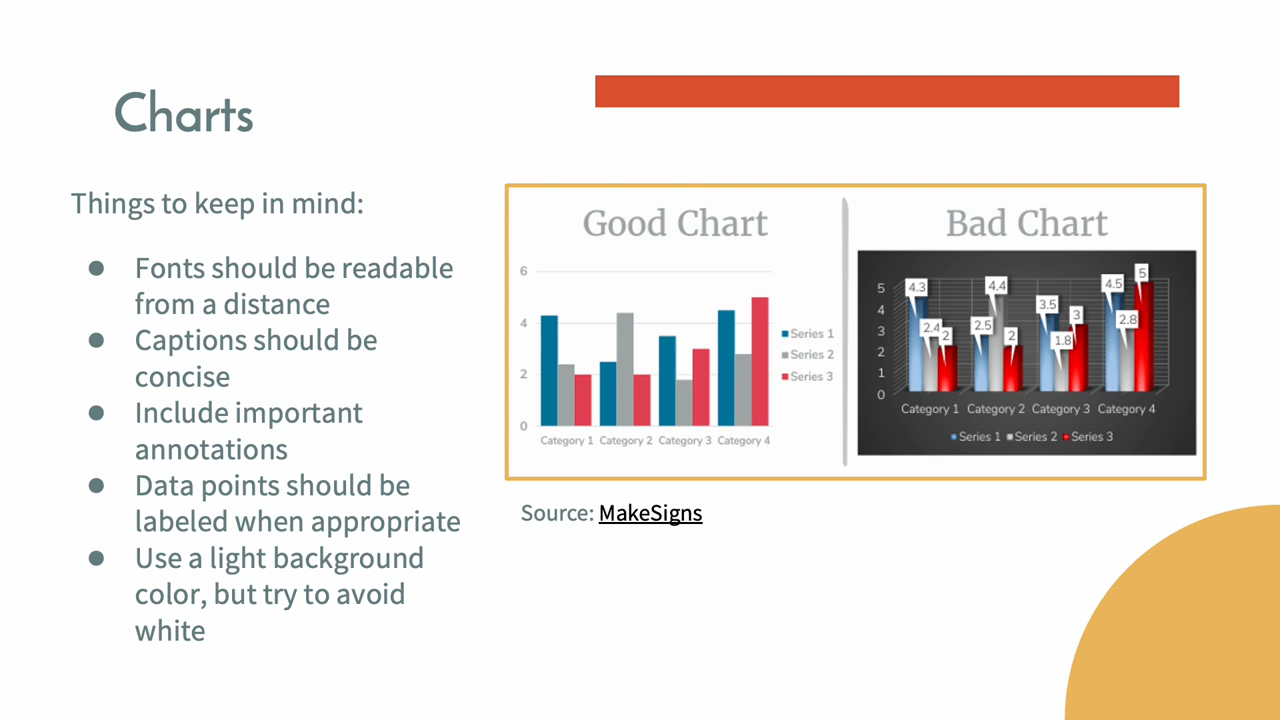 Charts
Things to keep in mind:
● Fonts should be readable
from a distance
● Captions should be
concise
● Include important
annotations
● Data points should be
labeled when appropriate
● Use a light background
color, but try to avoid
white
Good Chart
6
4
2
0
Category 1 Category 2 Category 3 Category 4
Series 1
Series 2
Series 3
Bad Chart
5
4
3
2
1
0
4.3
2.4
2
2.5
4.4
2
3.5
1.8
3
4.5
2.8
5
Category 1 Category 2 Category 3 Category 4
Series 1 Series 2 Series 3
Source: MakeSigns